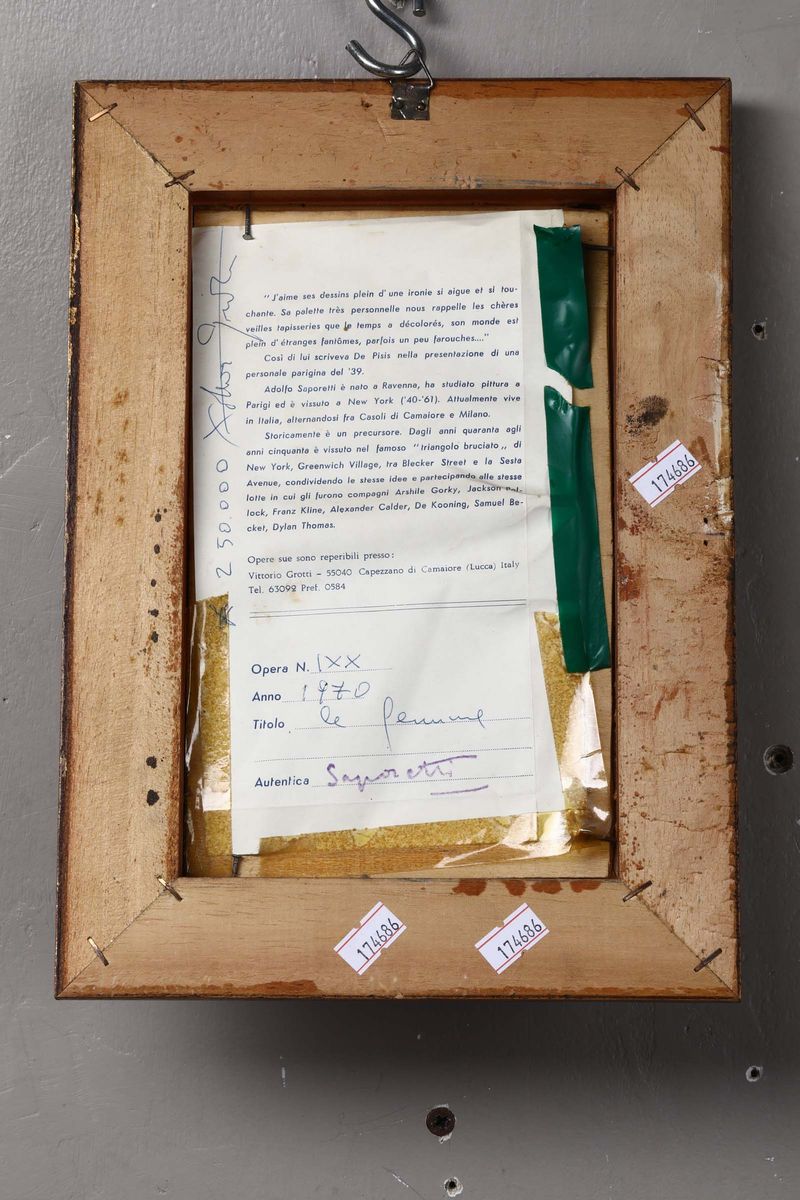 "J'aime ses dessins plein d'une ironie si aigue et si tou-
chante. Sa palette très personnelle nous rappelle les chères
veilles tapisseries que le temps a décolorés, son monde est
plein d'étranges fantômes, parfois un peu farouches...."
Così di lui scriveva De Pisis nella presentazione di una
personale parigina del '39.
Adolfo Saporetti è nato a Ravenna, ha studiato pittura a
Parigi ed è vissuto a New York ('40-'61). Attualmente vive
in Italia, alternandosi fra Casoli di Camaiore e Milano.
Storicamente è un precursore. Dagli anni quaranta agli
anni cinquanta è vissuto nel famoso "triangolo bruciato,, di
New York, Greenwich Village, tra Blecker Street e la Sesta
Avenue, condividendo le stesse idee e partecipando alle stesse
lotte in cui gli furono compagni Arshile Gorky, Jackson Pol-
lock, Franz Kline, Alexander Calder, De Kooning, Samuel Be-
cket, Dylan Thomas.
Opere sue sono reperibili presso:
Vittorio Grotti - 55040 Capezzano di Camaiore (Lucca) Italy
Tel. 63092 Pref. 0584
Opera N. IXX
Anno 1970
Titolo le femme
Autentica Saporetti
250.000
174686
174686
174686